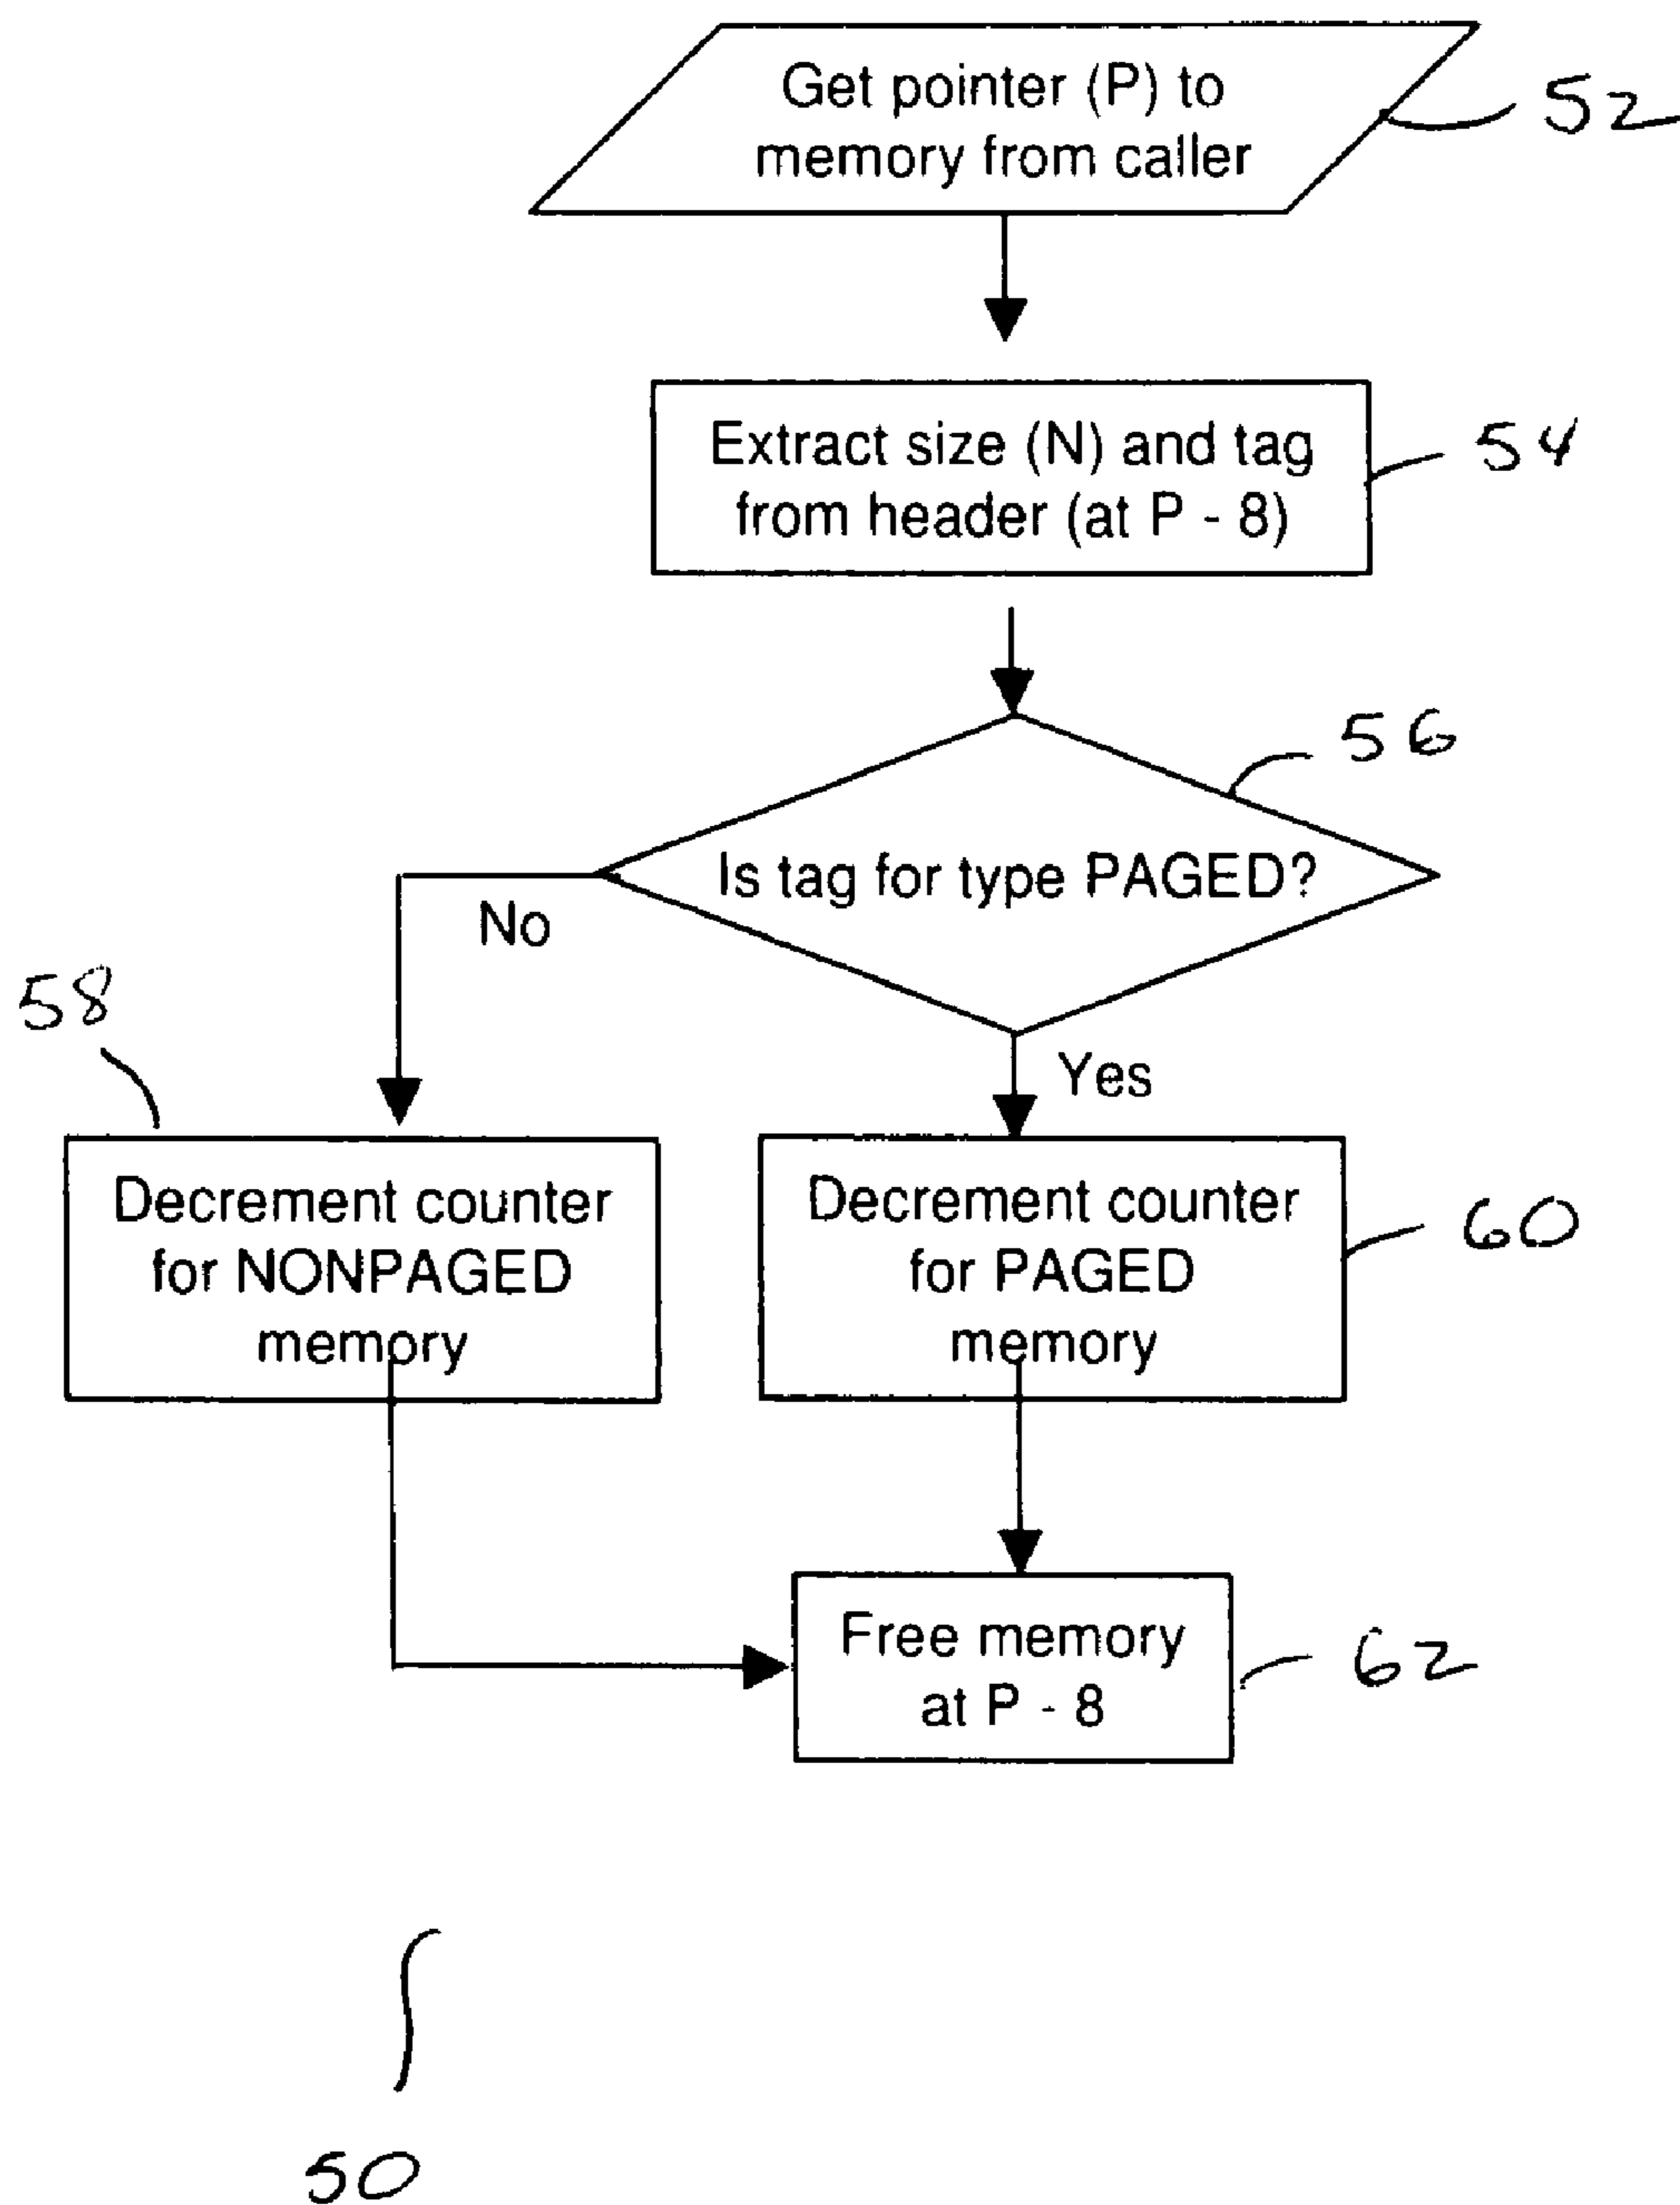 Get pointer (P) to
memory from caller
52
Extract size (N) and tag
from header (at P - 8)
54
56
Is tag for type PAGED?
No
Yes
58
Decrement counter
for NONPAGED
memory
Decrement counter
for PAGED
memory
60
Free memory
at P - 8
62
50